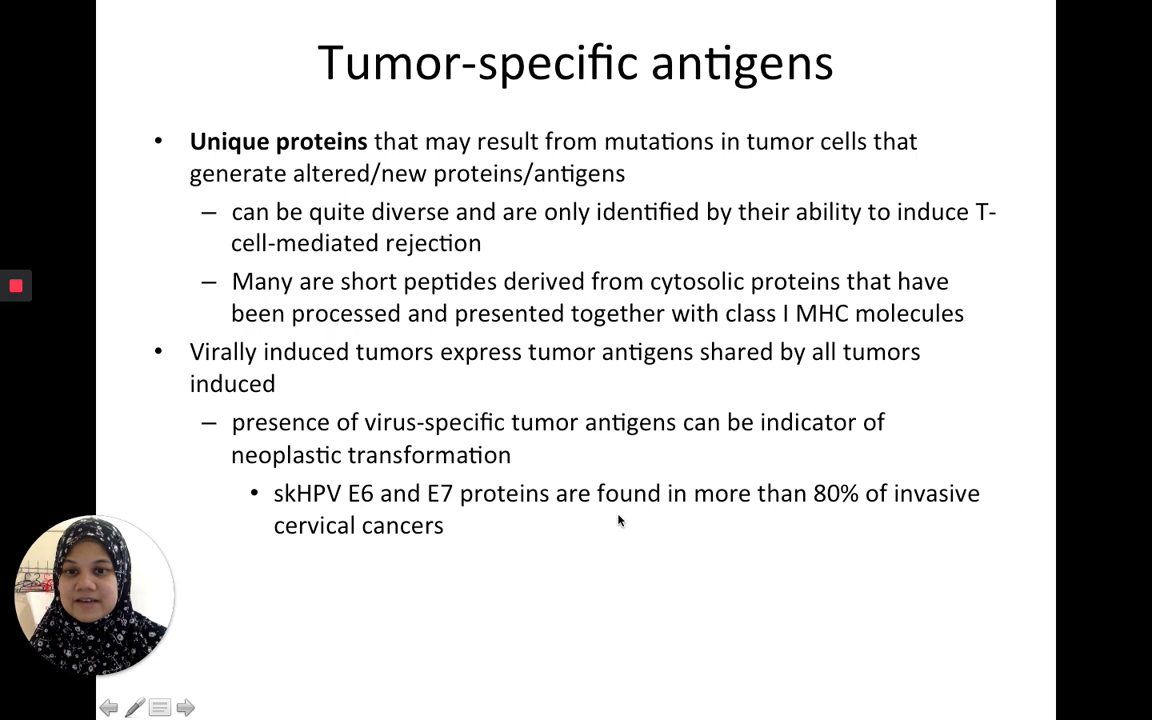 Tumor-specific antigens
• Unique proteins that may result from mutations in tumor cells that
generate altered/new proteins/antigens
– can be quite diverse and are only identified by their ability to induce T-
cell-mediated rejection
– Many are short peptides derived from cytosolic proteins that have
been processed and presented together with class I MHC molecules
• Virally induced tumors express tumor antigens shared by all tumors
induced
– presence of virus-specific tumor antigens can be indicator of
neoplastic transformation
• skHPV E6 and E7 proteins are found in more than 80% of invasive
cervical cancers